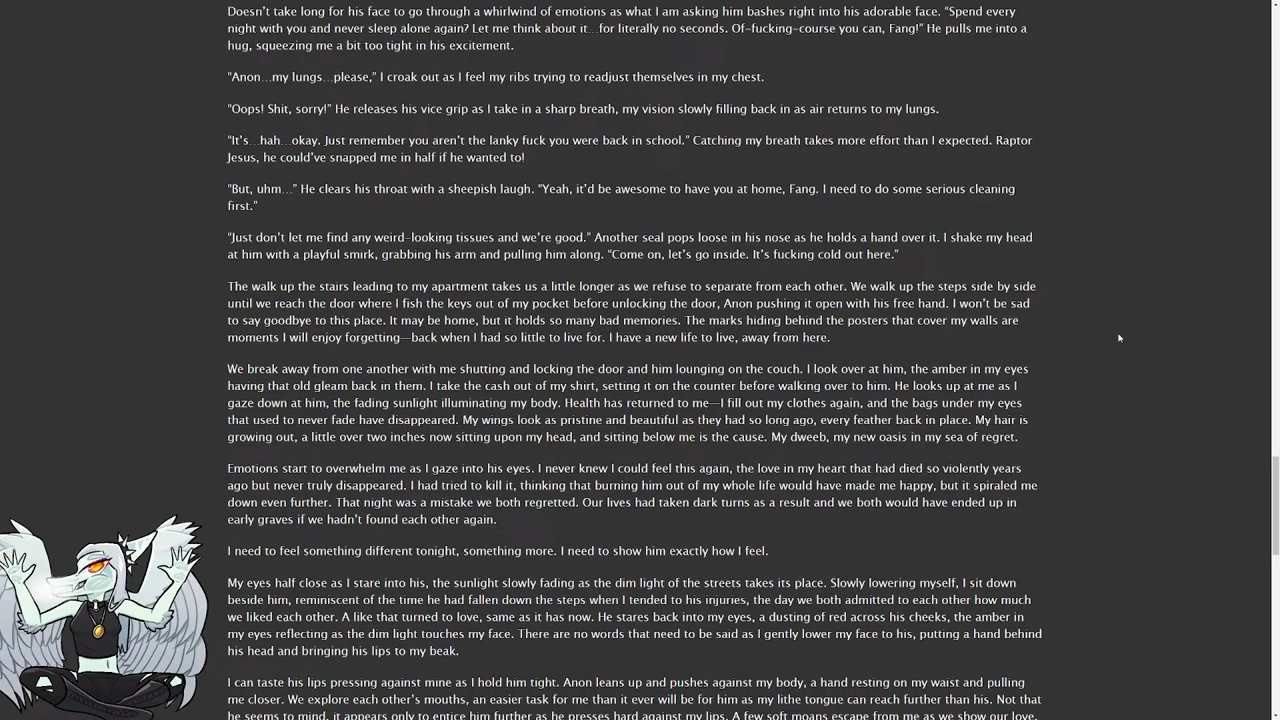 Doesn’t take long for his face to go through a whirlwind of emotions as what I am asking him bashes right into his adorable face. “Spend every
night with you and never sleep alone again? Let me think about it…for literally no seconds. Of-fucking-course you can, Fang!” He pulls me into a
hug, squeezing me a bit too tight in his excitement.
“Anon…my lungs…please,” I croak out as I feel my ribs trying to readjust themselves in my chest.
“Oops! Shit, sorry!” He releases his vice grip as I take in a sharp breath, my vision slowly filling back in as air returns to my lungs.
“It’s…hah…okay. Just remember you aren’t the lanky fuck you were back in school.” Catching my breath takes more effort than I expected. Raptor
Jesus, he could’ve snapped me in half if he wanted to!
“But, uhm…” He clears his throat with a sheepish laugh. “Yeah, it’d be awesome to have you at home, Fang. I need to do some serious cleaning
first.”
“Just don’t let me find any weird-looking tissues and we’re good.” Another seal pops loose in his nose as he holds a hand over it. I shake my head
at him with a playful smirk, grabbing his arm and pulling him along. “Come on, let’s go inside. It’s fucking cold out here.”
The walk up the stairs leading to my apartment takes us a little longer as we refuse to separate from each other. We walk up the steps side by side
until we reach the door where I fish the keys out of my pocket before unlocking the door, Anon pushing it open with his free hand. I won’t be sad
to say goodbye to this place. It may be home, but it holds so many bad memories. The marks hiding behind the posters that cover my walls are
moments I will enjoy forgetting—back when I had so little to live for. I have a new life to live, away from here.
We break away from one another with me shutting and locking the door and him lounging on the couch. I look over at him, the amber in my eyes
having that old gleam back in them. I take the cash out of my shirt, setting it on the counter before walking over to him. He looks up at me as I
gaze down at him, the fading sunlight illuminating my body. Health has returned to me—I fill out my clothes again, and the bags under my eyes
that used to never fade have disappeared. My wings look as pristine and beautiful as they had so long ago, every feather back in place. My hair is
growing out, a little over two inches now sitting upon my head, and sitting below me is the cause. My dweeb, my new oasis in my sea of regret.
Emotions start to overwhelm me as I gaze into his eyes. I never knew I could feel this again, the love in my heart that had died so violently years
ago but never truly disappeared. I had tried to kill it, thinking that burning him out of my whole life would have made me happy, but it spiraled me
down even further. That night was a mistake we both regretted. Our lives had taken dark turns as a result and we both would have ended up in
early graves if we hadn’t found each other again.
I need to feel something different tonight, something more. I need to show him exactly how I feel.
My eyes half close as I stare into his, the sunlight slowly fading as the dim light of the streets takes its place. Slowly lowering myself, I sit down
beside him, reminiscent of the time he had fallen down the steps when I tended to his injuries, the day we both admitted to each other how much
we liked each other. A like that turned to love, same as it has now. He stares back into my eyes, a dusting of red across his cheeks, the amber in
my eyes reflecting as the dim light touches my face. There are no words that need to be said as I gently lower my face to his, putting a hand behind
his head and bringing his lips to my beak.
I can taste his lips pressing against mine as I hold him tight. Anon leans up and pushes against my body, a hand resting on my waist and pulling
me closer. We explore each other’s mouths, an easier task for me than it ever will be for him as my lithe tongue can reach further than his. Not that
he seems to mind, it appears only to entice him further as he presses hard against my lips. A few soft moans escape from me as we show our love,